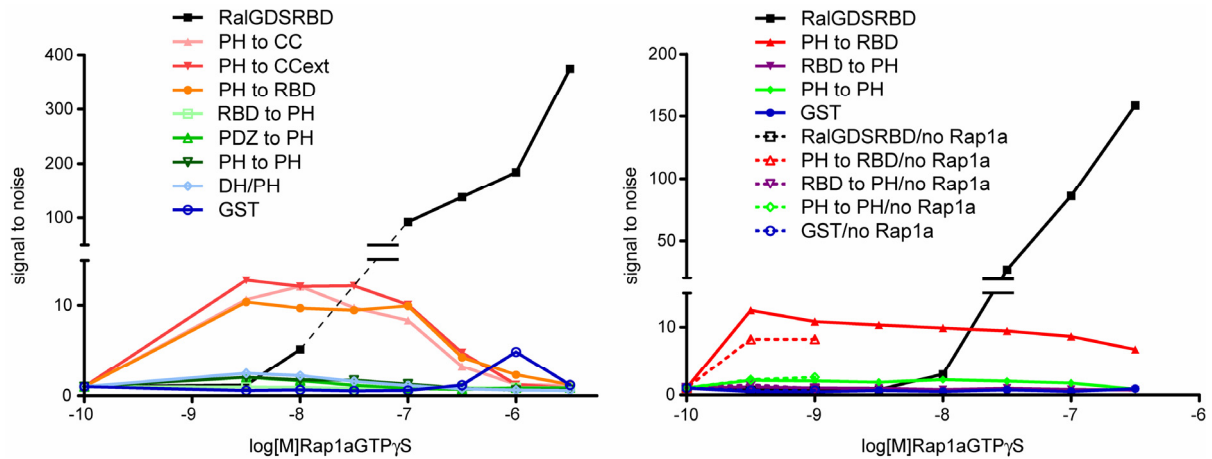 RalGDSRBD
PH to CC
PH to CCext
PH to RBD
RBD to PH
PDZ to PH
PH to PH
DH/PH
GST
400
300
200
100
10
0
signal to noise
-10
-9
-8
-7
-6
log[M]Rap1aGTPγS
RalGDSRBD
PH to RBD
RBD to PH
PH to PH
GST
RalGDSRBD/no Rap1a
PH to RBD/no Rap1a
RBD to PH/no Rap1a
PH to PH/no Rap1a
GST/no Rap1a
200
150
100
50
10
0
signal to noise
-10
-9
-8
-7
-6
log[M]Rap1aGTPγS